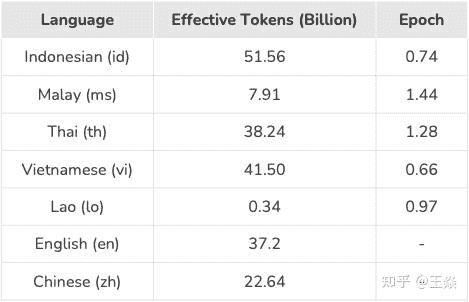 Language Effective Tokens (Billion) Epoch
Indonesian (id) 51.56 0.74
Malay (ms) 7.91 1.44
Thai (th) 38.24 1.28
Vietnamese (vi) 41.50 0.66
Lao (lo) 0.34 0.97
English (en) 37.2 -
Chinese (zh) 22.64
知乎 @王焱